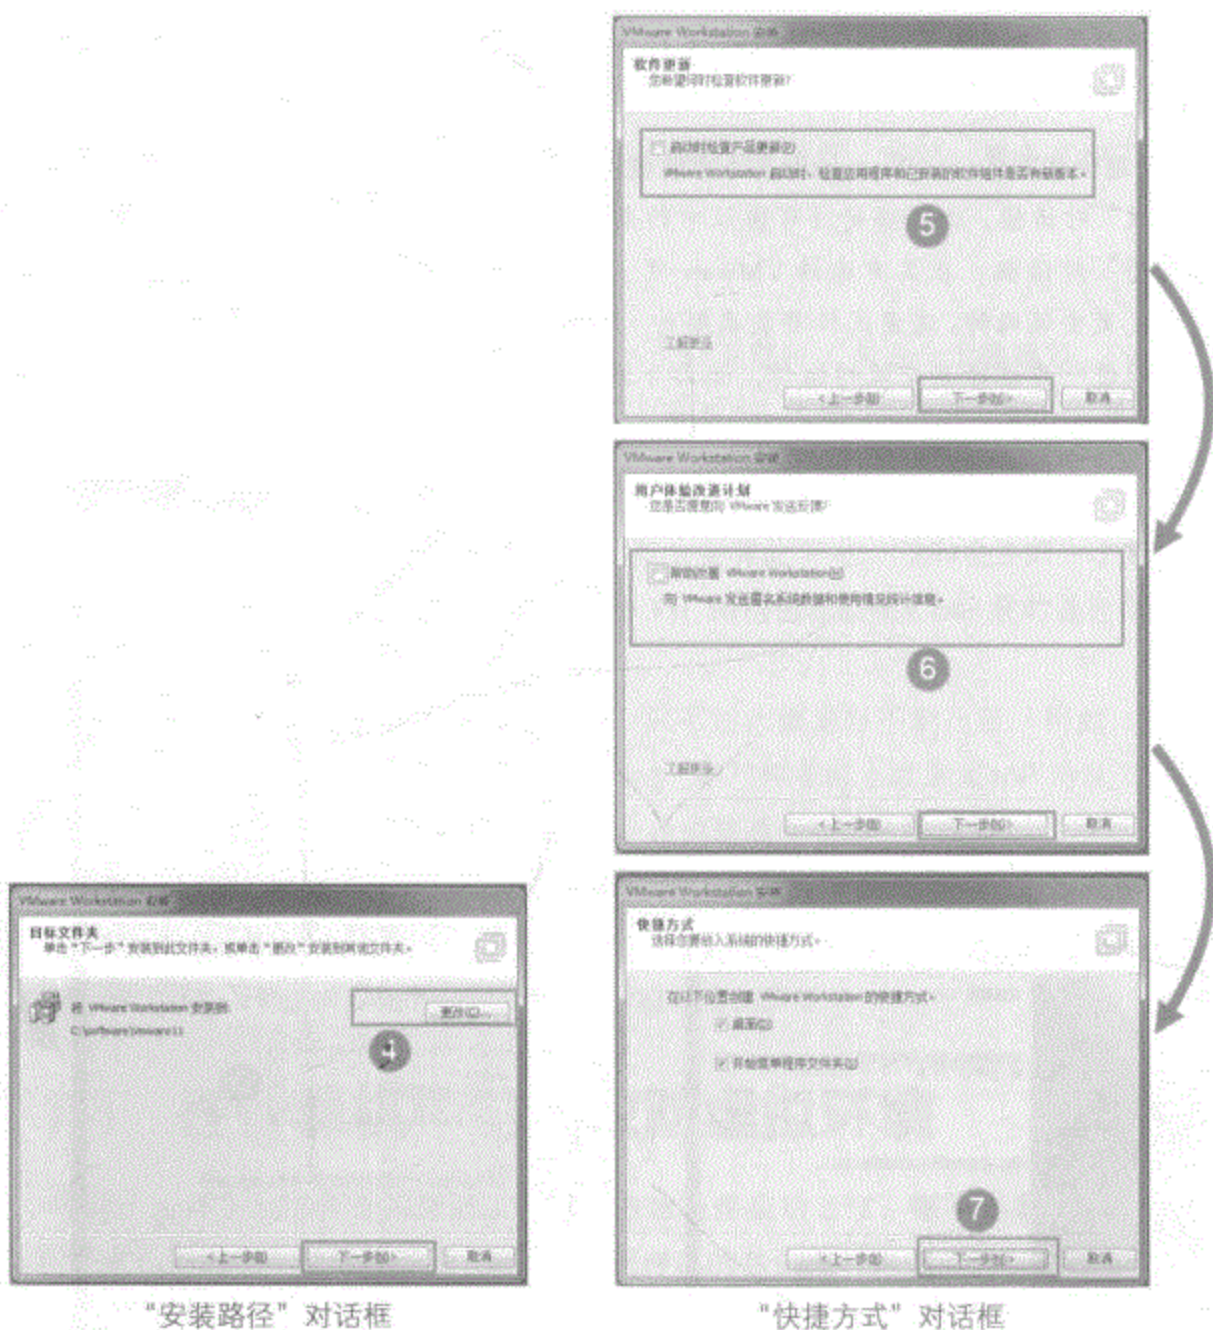 VMware Workstation 安装
软件更新
您希望何时检查软件更新?
启动时检查产品更新(P)
VMware Workstation 启动时，检查应用程序和已安装的软件组件是否有新版本。
5
了解更多
<上一步(B)
下一步(N)>
取消
VMware Workstation 安装
用户体验改进计划
您是否愿意向 VMware 发送反馈?
帮助改善 VMware Workstation(H)
向 VMware 发送匿名系统数据和使用情况统计信息。
6
了解更多
<上一步(B)
下一步(N)>
取消
VMware Workstation 安装
目标文件夹
单击“下一步”安装到此文件夹，或单击“更改”安装到其他文件夹。
将 VMware Workstation 安装到:
C:\software\vmware11\
更改(C)...
4
<上一步(B)
下一步(N)>
取消
“安装路径”对话框
VMware Workstation 安装
快捷方式
选择您要放入系统的快捷方式。
在以下位置创建 VMware Workstation 的快捷方式。
桌面(D)
开始菜单程序文件夹(S)
7
<上一步(B)
下一步(N)>
取消
“快捷方式”对话框